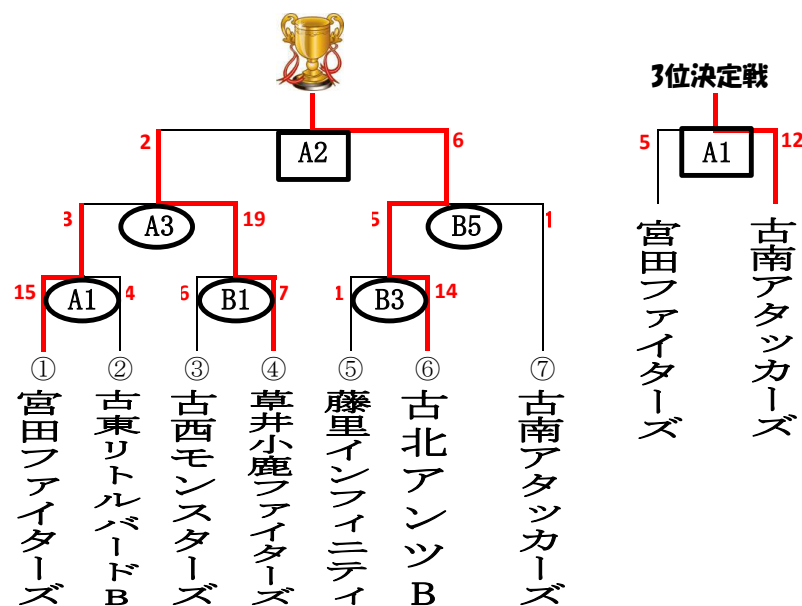 3位決定戦
2
A2
6
5
A1
12
3
A3
19
5
B5
1
15
A1
4
6
B1
7
1
B3
14
宮田ファイターズ
古南アタッカーズ
①
②
③
④
⑤
⑥
⑦
宮田ファイターズ
古東リトルバードB
古西モンスターズ
草井小鹿ファイターズ
藤里インフィニティ
古北アンツB
古南アタッカーズ